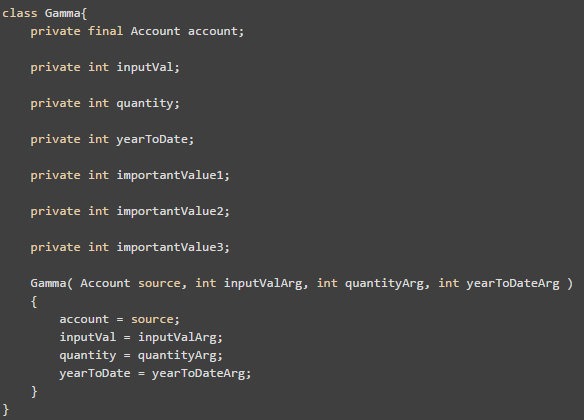 class Gamma{
    private final Account account;
    private int inputVal;
    private int quantity;
    private int yearToDate;
    private int importantValue1;
    private int importantValue2;
    private int importantValue3;
    Gamma( Account source, int inputValArg, int quantityArg, int yearToDateArg )
    {
        account = source;
        inputVal = inputValArg;
        quantity = quantityArg;
        yearToDate = yearToDateArg;
    }
}